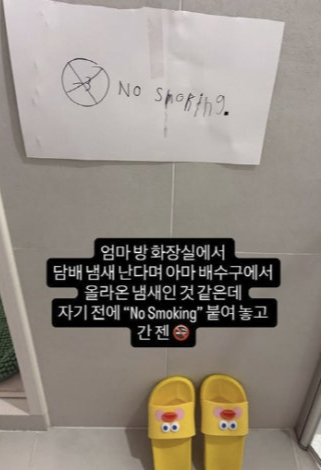 No smoking.
엄마 방 화장실에서
담배 냄새 난다며 아마 배수구에서
올라온 냄새인 것 같은데
자기 전에 “No Smoking” 붙여 놓고
간 젠 🚭